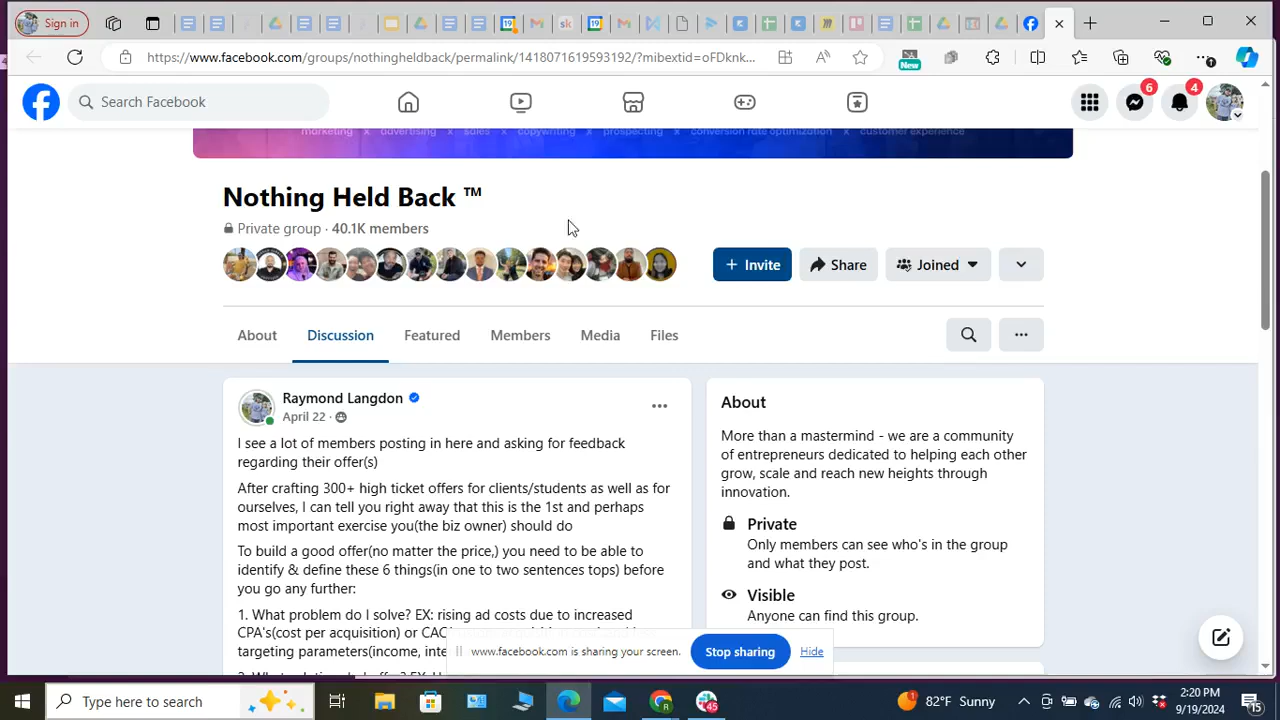 Sign in
19
sk
19
https://www.facebook.com/groups/nothingheldback/permalink/1418071619593192/?mibextid=oFDknk...
New
Search Facebook
6
4
marketing x advertising x sales x copywriting x prospecting x conversion rate optimization x customer experience
Nothing Held Back ™
Private group · 40.1K members
+ Invite
Share
Joined
About
Discussion
Featured
Members
Media
Files
Raymond Langdon
April 22 ·
I see a lot of members posting in here and asking for feedback
regarding their offer(s)
After crafting 300+ high ticket offers for clients/students as well as for
ourselves, I can tell you right away that this is the 1st and perhaps
most important exercise you(the biz owner) should do
To build a good offer(no matter the price,) you need to be able to
identify & define these 6 things(in one to two sentences tops) before
you go any further:
1. What problem do I solve? EX: rising ad costs due to increased
CPA's(cost per acquisition) or CAC
targeting parameters(income, inte
About
More than a mastermind - we are a community
of entrepreneurs dedicated to helping each other
grow, scale and reach new heights through
innovation.
Private
Only members can see who's in the group
and what they post.
Visible
Anyone can find this group.
www.facebook.com is sharing your screen.
Stop sharing
Hide
Type here to search
45
1
82°F Sunny
2:20 PM
9/19/2024
15